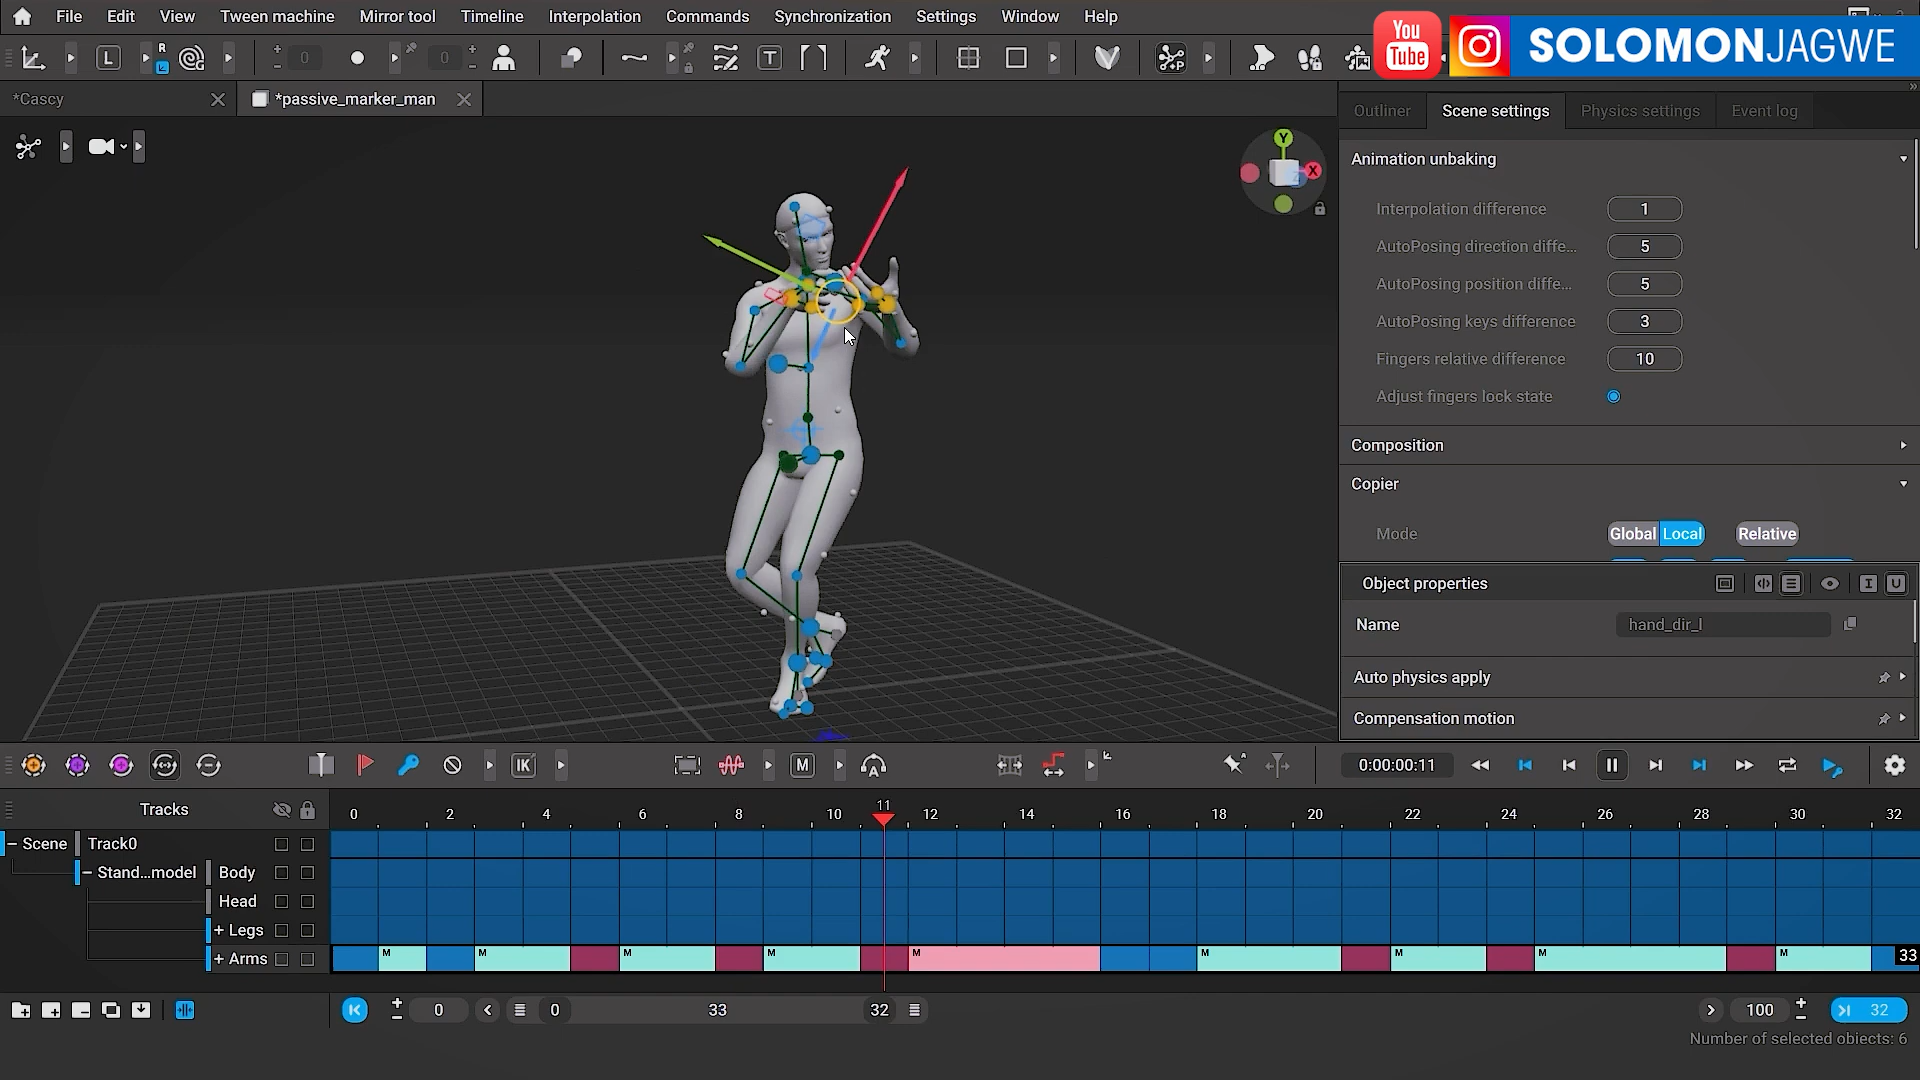 File Edit View Tween machine Mirror tool Timeline Interpolation Commands Synchronization Settings Window Help
You Tube
SOLOMONJAGWE
L R 0 0 T P
*Cascy *passive_marker_man
Outliner Scene settings Physics settings Event log
Y
X
Z
Animation unbaking
Interpolation difference 1
AutoPosing direction diffe... 5
AutoPosing position diffe... 5
AutoPosing keys difference 3
Fingers relative difference 10
Adjust fingers lock state
Composition
Copier
Mode Global Local Relative
Object properties I U
Name hand_dir_l
Auto physics apply
Compensation motion
IK M 0:00:00:11
Tracks 0 2 4 6 8 10 11 12 14 16 18 20 22 24 26 28 30 32
Scene Track0
Stand...model Body
Head
+ Legs
+ Arms M M M M M M M M M 33
0 0 33 32 100 32
Number of selected objects: 6